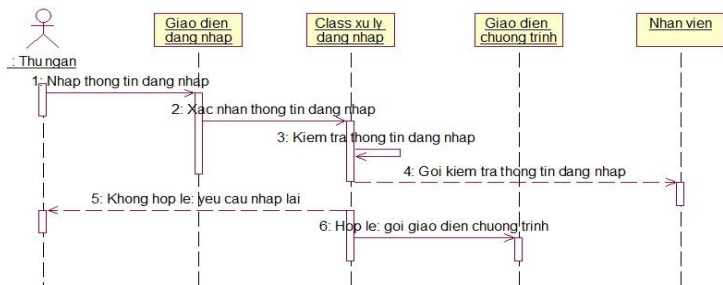 Giao dien
dang nhap
Class xu ly
dang nhap
Giao dien
chuong trinh
Nhan vien
: Thu ngan
1: Nhap thong tin dang nhap
2: Xac nhan thong tin dang nhap
3: Kiem tra thong tin dang nhap
4: Goi kiem tra thong tin dang nhap
5: Khong hop le: yeu cau nhap lai
6: Hop le: goi giao dien chuong trinh